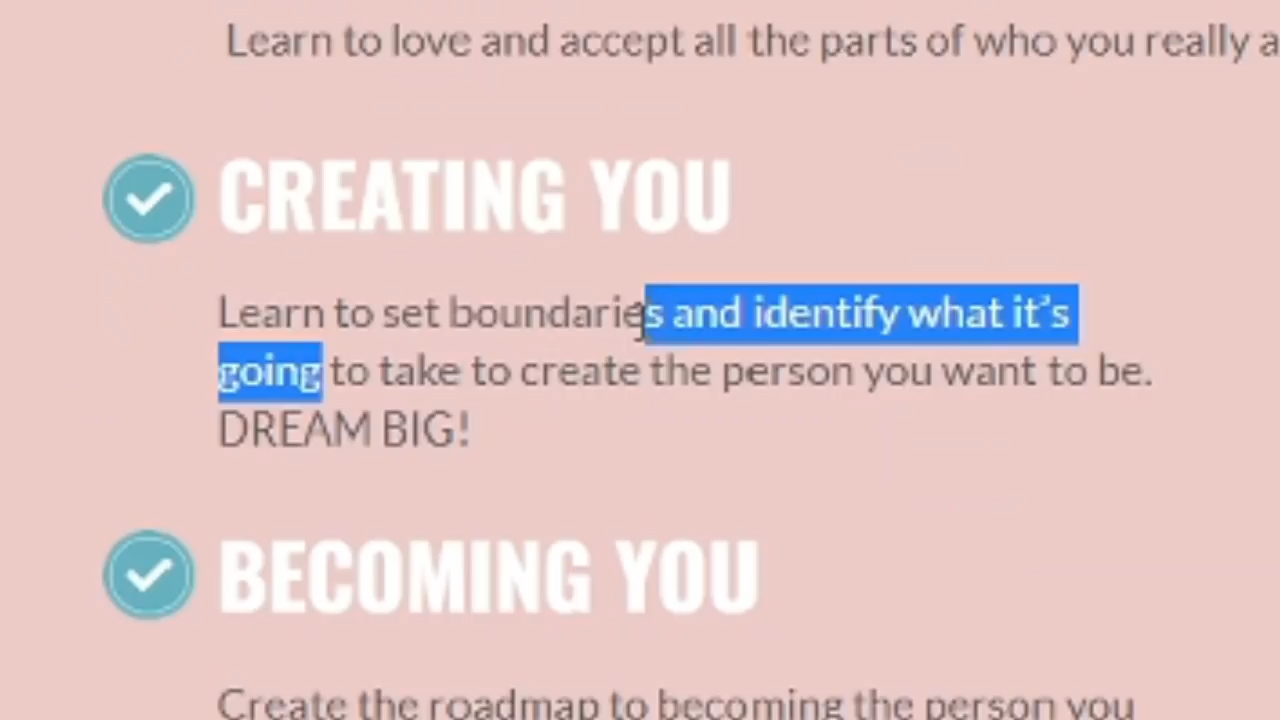 Learn to love and accept all the parts of who you really a
CREATING YOU
Learn to set boundaries and identify what it’s
going to take to create the person you want to be.
DREAM BIG!
BECOMING YOU
Create the roadmap to becoming the person you